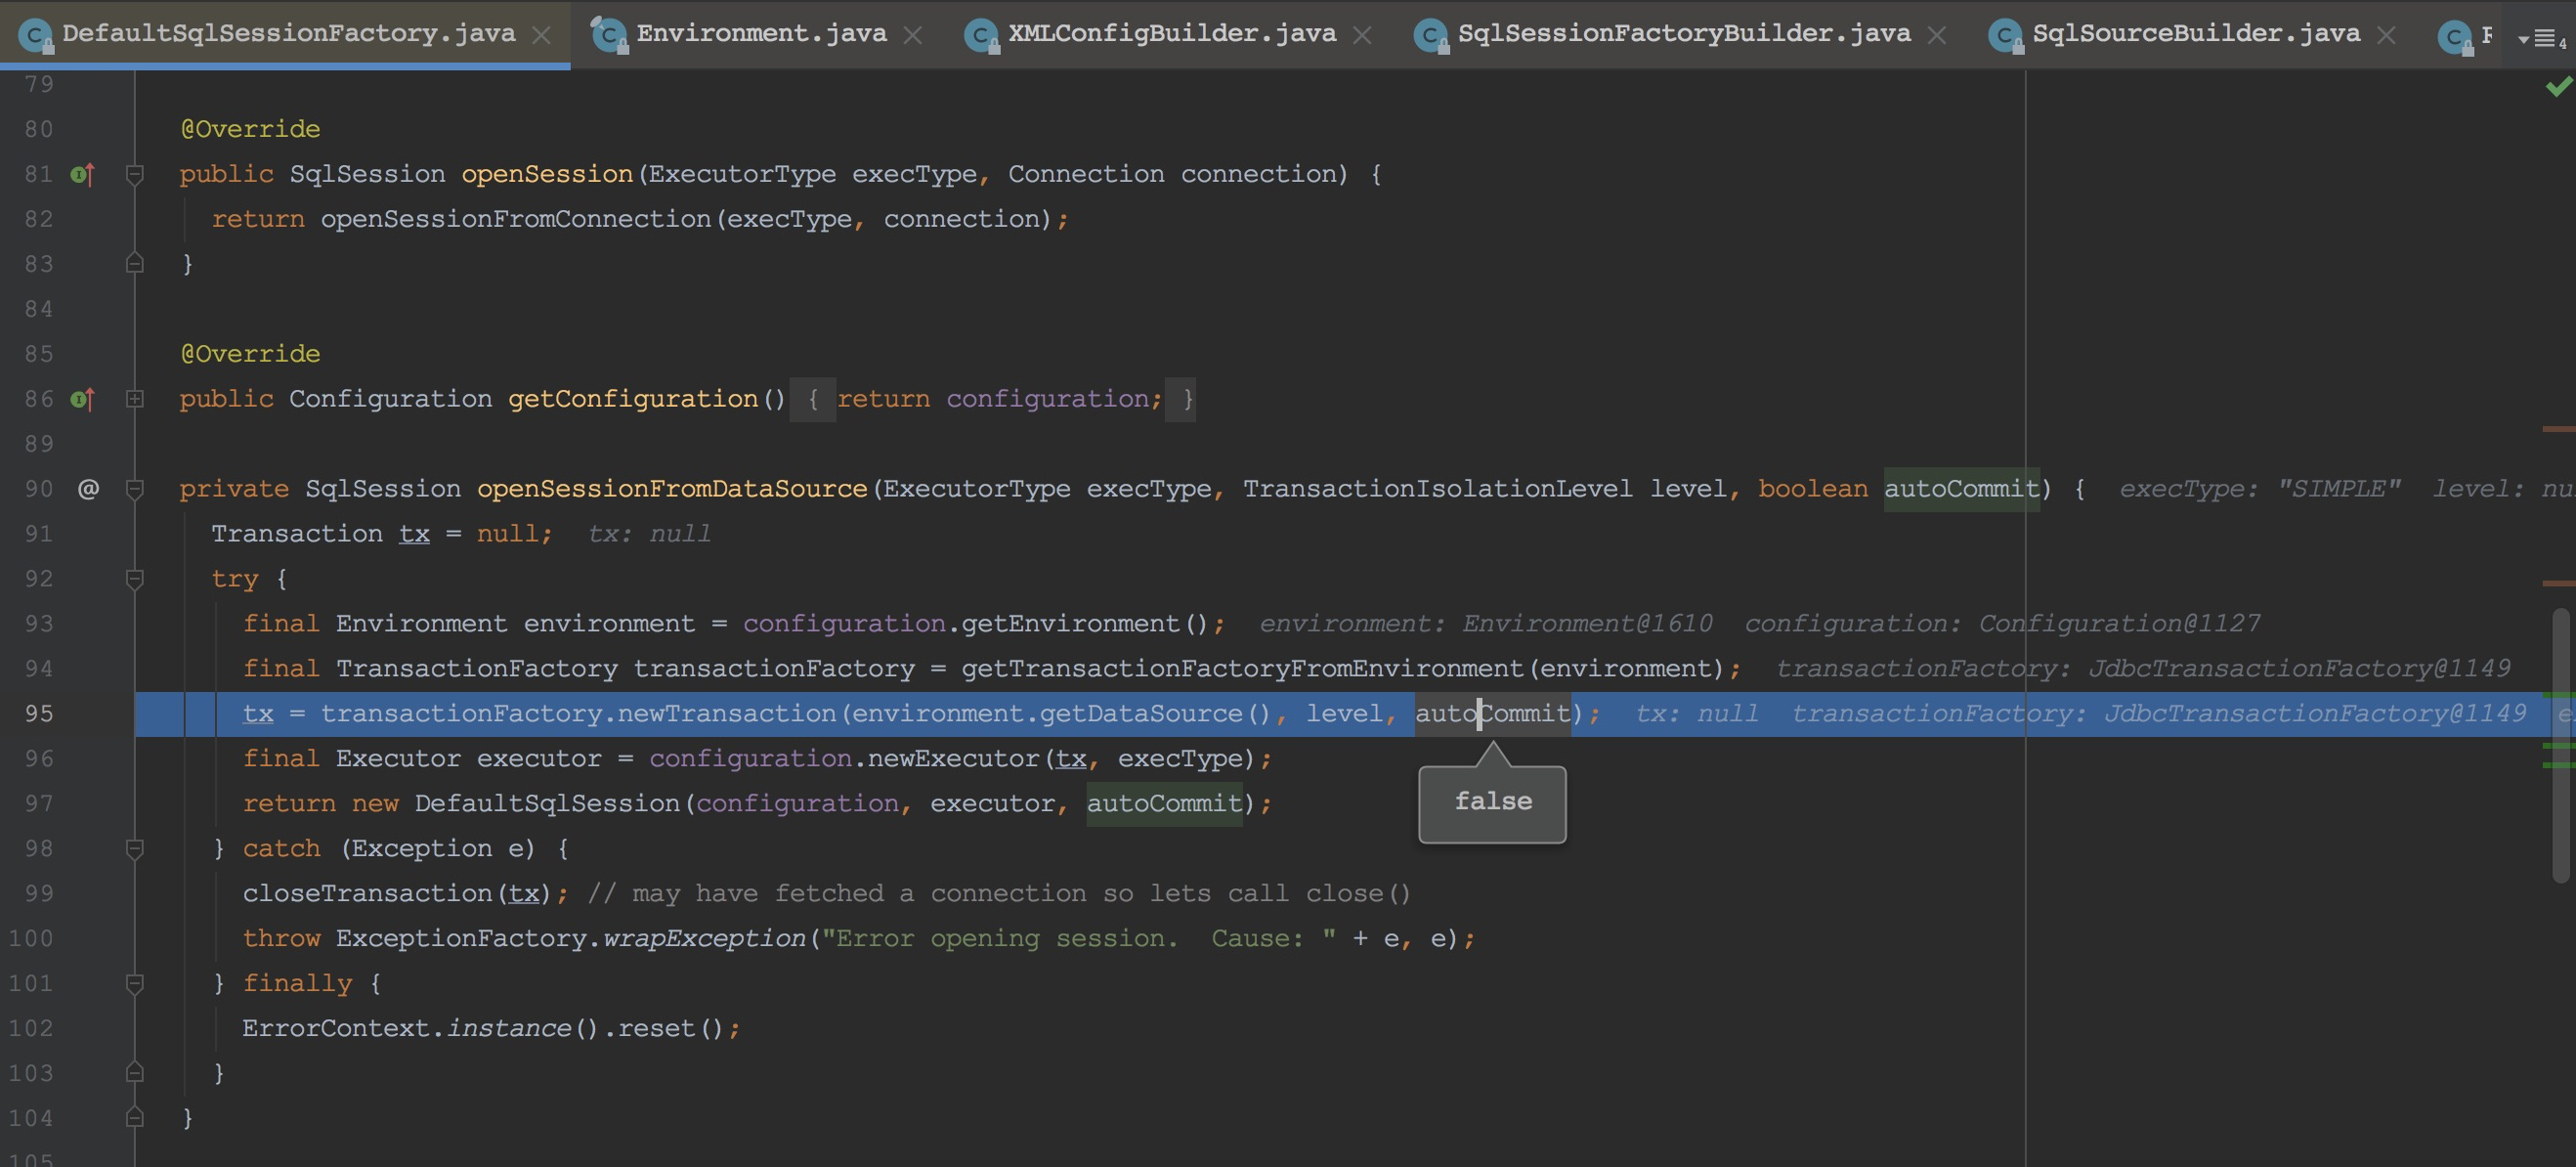 DefaultSqlSessionFactory.java Environment.java XMLConfigBuilder.java SqlSessionFactoryBuilder.java SqlSourceBuilder.java 4
79
80 @Override
81 public SqlSession openSession(ExecutorType execType, Connection connection) {
82 return openSessionFromConnection(execType, connection);
83 }
84
85 @Override
86 public Configuration getConfiguration() { return configuration; }
89
90 @ private SqlSession openSessionFromDataSource(ExecutorType execType, TransactionIsolationLevel level, boolean autoCommit) { execType: "SIMPLE" level: nu
91 Transaction tx = null; tx: null
92 try {
93 final Environment environment = configuration.getEnvironment(); environment: Environment@1610 configuration: Configuration@1127
94 final TransactionFactory transactionFactory = getTransactionFactoryFromEnvironment(environment); transactionFactory: JdbcTransactionFactory@1149
95 tx = transactionFactory.newTransaction(environment.getDataSource(), level, autoCommit); tx: null transactionFactory: JdbcTransactionFactory@1149 e
96 final Executor executor = configuration.newExecutor(tx, execType);
97 return new DefaultSqlSession(configuration, executor, autoCommit);
false
98 } catch (Exception e) {
99 closeTransaction(tx); // may have fetched a connection so lets call close()
100 throw ExceptionFactory.wrapException("Error opening session.  Cause: " + e, e);
101 } finally {
102 ErrorContext.instance().reset();
103 }
104 }
105